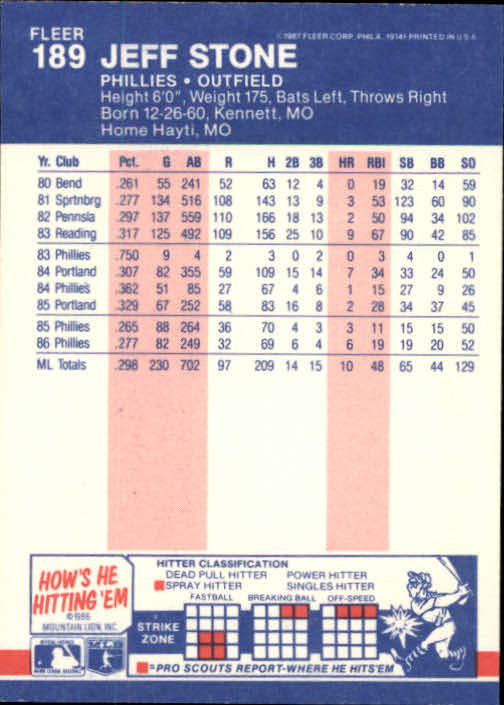 FLEER
189 JEFF STONE
©1987 FLEER CORP., PHILA. 19141 PRINTED IN U.S.A.
PHILLIES • OUTFIELD
Height 6'0", Weight 175, Bats Left, Throws Right
Born 12-26-60, Kennett, MO
Home Hayti, MO
Yr. Club Pct. G AB R H 2B 3B HR RBI SB BB SO
80 Bend .261 55 241 52 63 12 4 0 19 32 14 59
81 Sprtnbrg .277 134 516 108 143 13 9 3 53 123 60 90
82 Pennsla .297 137 559 110 166 18 13 2 50 94 34 102
83 Reading .317 125 492 109 156 25 10 9 67 90 42 85
83 Phillies .750 9 4 2 3 0 2 0 3 4 0 1
84 Portland .307 82 355 59 109 15 14 7 34 33 24 50
84 Phillies .362 51 85 27 67 4 6 1 15 27 9 26
85 Portland .329 67 252 58 83 16 8 2 28 34 37 45
85 Phillies .265 88 264 36 70 4 3 3 11 15 15 50
86 Phillies .277 82 249 32 69 6 4 6 19 19 20 52
ML Totals .298 230 702 97 209 14 15 10 48 65 44 129
HOW'S HE
HITTING 'EM
©1986
MOUNTAIN LION, INC.
HITTER CLASSIFICATION
DEAD PULL HITTER POWER HITTER
SPRAY HITTER SINGLES HITTER
FASTBALL BREAKING BALL OFF-SPEED
STRIKE
ZONE
=PRO SCOUTS REPORT-WHERE HE HITS'EM
MLB